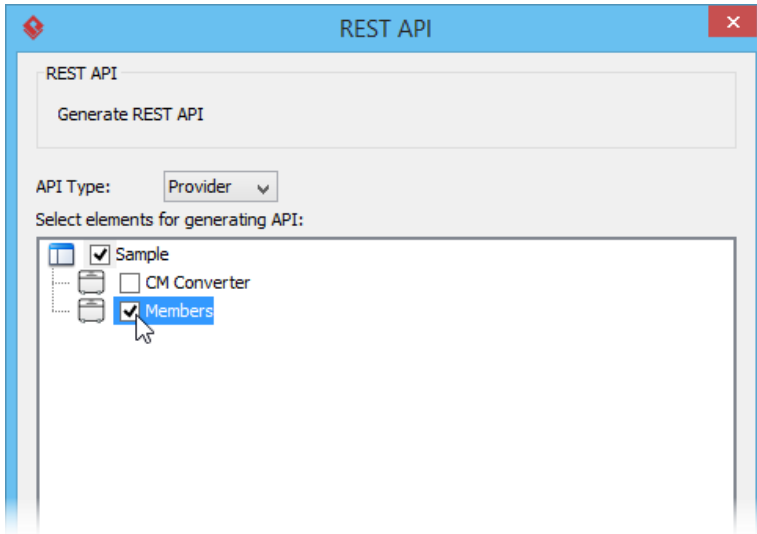 REST API
REST API
Generate REST API
API Type: Provider
Select elements for generating API:
Sample
CM Converter
Members